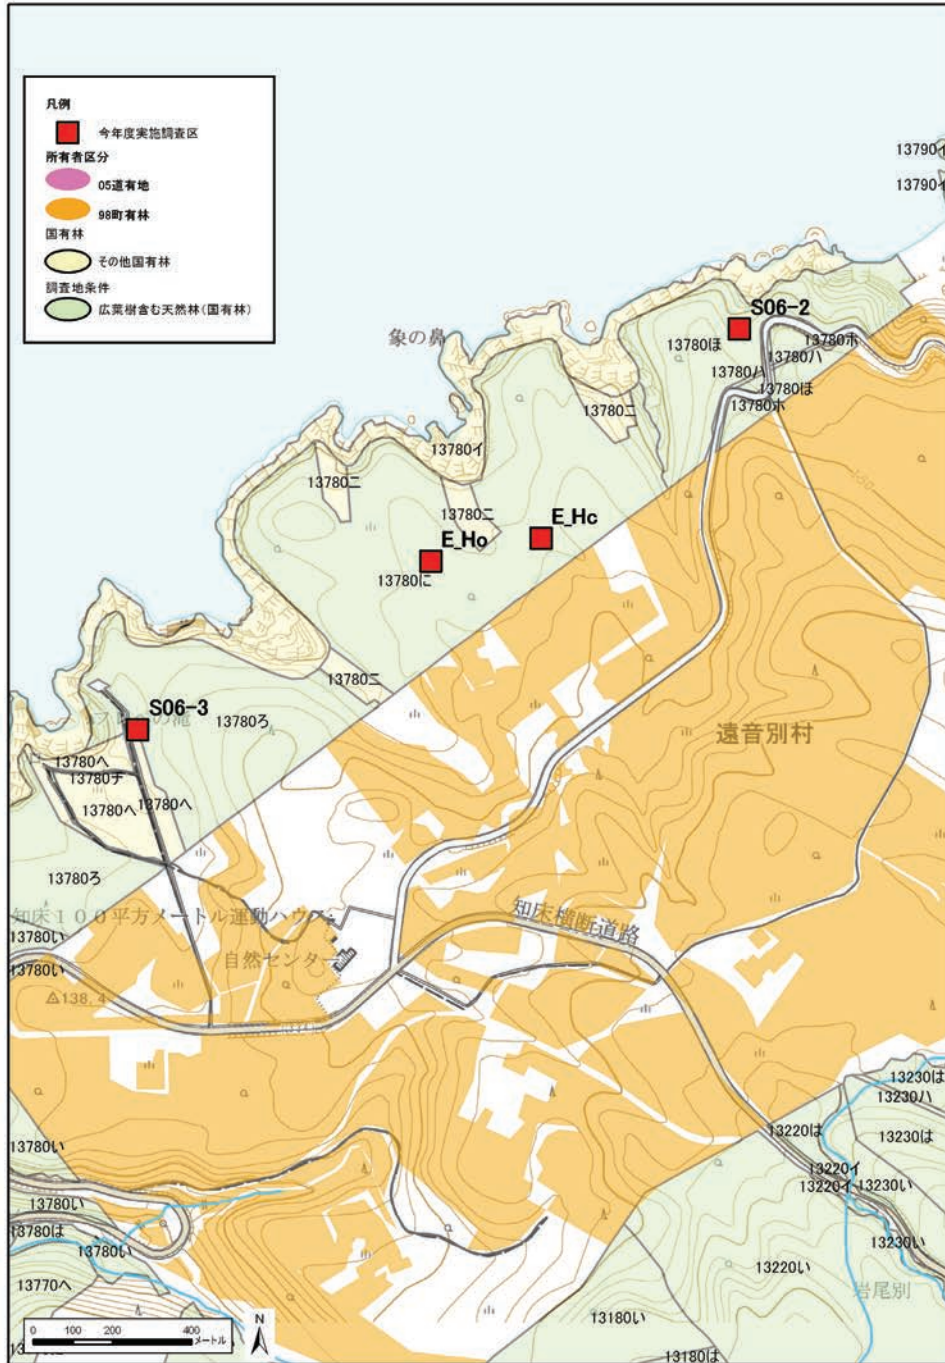 凡例
今年度実施調査区
所有者区分
05道有地
98町有林
国有林
その他国有林
調査地条件
広葉樹含む天然林(国有林)
13790イ
13790イ
象の鼻
S06-2
13780ほ
13780ホ
13780ハ
13780ハ
13780ほ
13780ホ
13780ニ
13780イ
13780ニ
13780ニ
E_Ho
E_Hc
13780に
13780ニ
S06-3
の滝
13780ろ
遠音別村
13780へ
13780チ
13780へ
13780へ
13780ろ
知床100平方メートル運動ハウス
知床横断道路
13780い
13780い
自然センター
138.4
13230は
13230ハ
13220は
13230は
13780い
13220イ
13220イ
13230い
13780い
13780は
13780い
13230い
13770へ
13220い
岩尾別
13180い
13180は
N
0 100 200 400
メートル